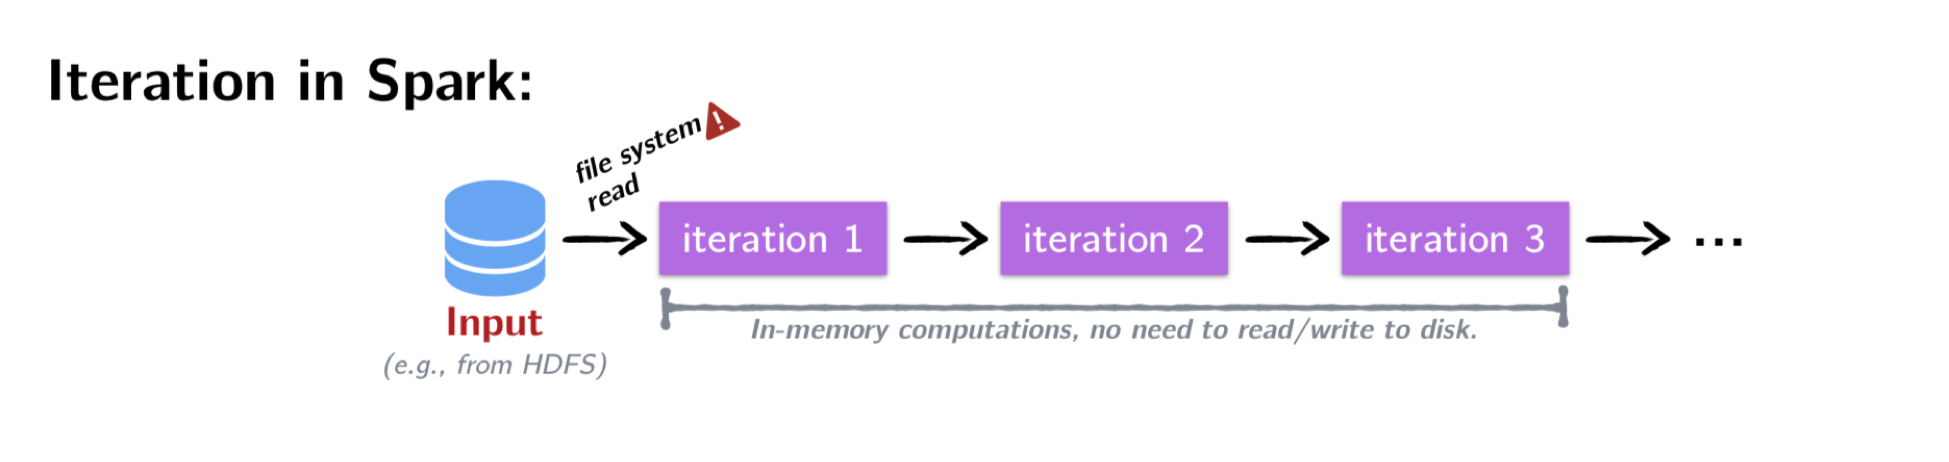 Iteration in Spark:
file system
read
iteration 1
iteration 2
iteration 3
...
Input
(e.g., from HDFS)
In-memory computations, no need to read/write to disk.